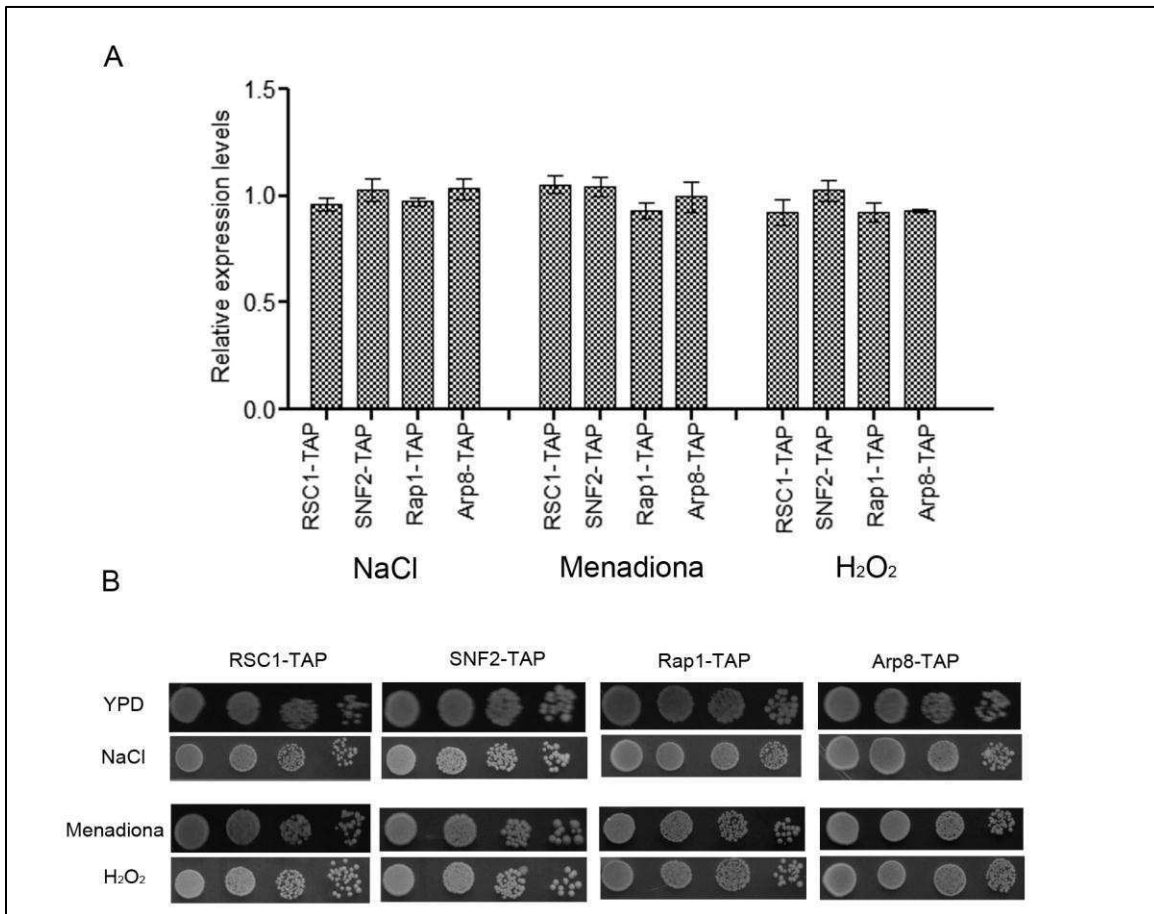 A
Relative expression levels
1.5
1.0
0.5
0.0
RSC1-TAP SNF2-TAP Rap1-TAP Arp8-TAP RSC1-TAP SNF2-TAP Rap1-TAP Arp8-TAP RSC1-TAP SNF2-TAP Rap1-TAP Arp8-TAP
NaCl Menadiona H₂O₂
B
RSC1-TAP SNF2-TAP Rap1-TAP Arp8-TAP
YPD
NaCl
Menadiona
H₂O₂